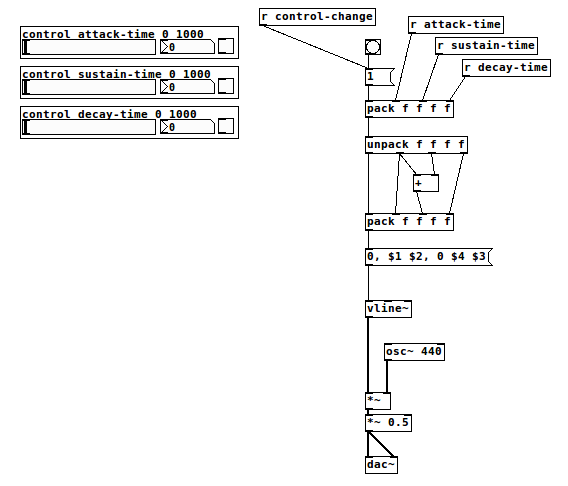 control attack-time 0 1000
0
control sustain-time 0 1000
0
control decay-time 0 1000
0
r control-change
r attack-time
r sustain-time
r decay-time
1
pack f f f f
unpack f f f f
+
pack f f f f
0, $1 $2, 0 $4 $3
vline~
osc~ 440
*~
*~ 0.5
dac~